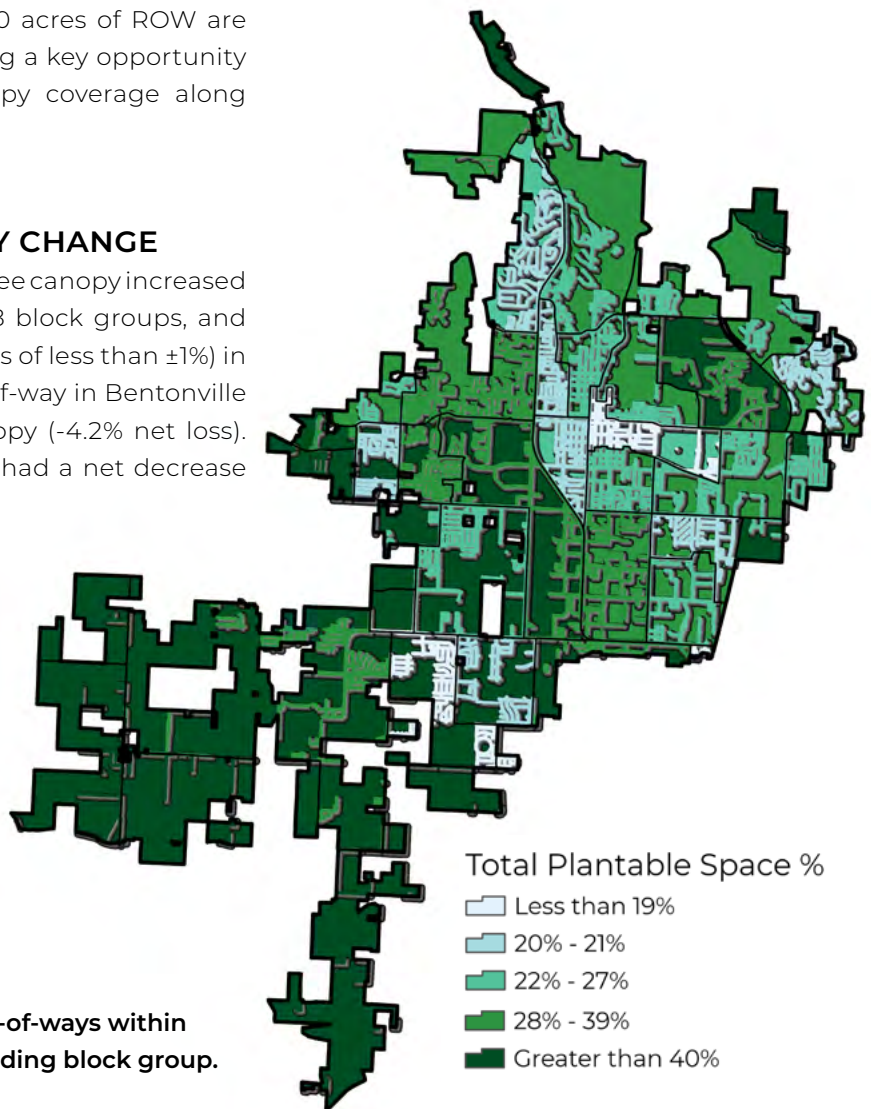 0 acres of ROW are
g a key opportunity
py coverage along
Y CHANGE
ee canopy increased
3 block groups, and
s of less than ±1%) in
f-way in Bentonville
opy (-4.2% net loss).
had a net decrease
Total Plantable Space %
Less than 19%
20% - 21%
22% - 27%
28% - 39%
Greater than 40%
-of-ways within
ding block group.